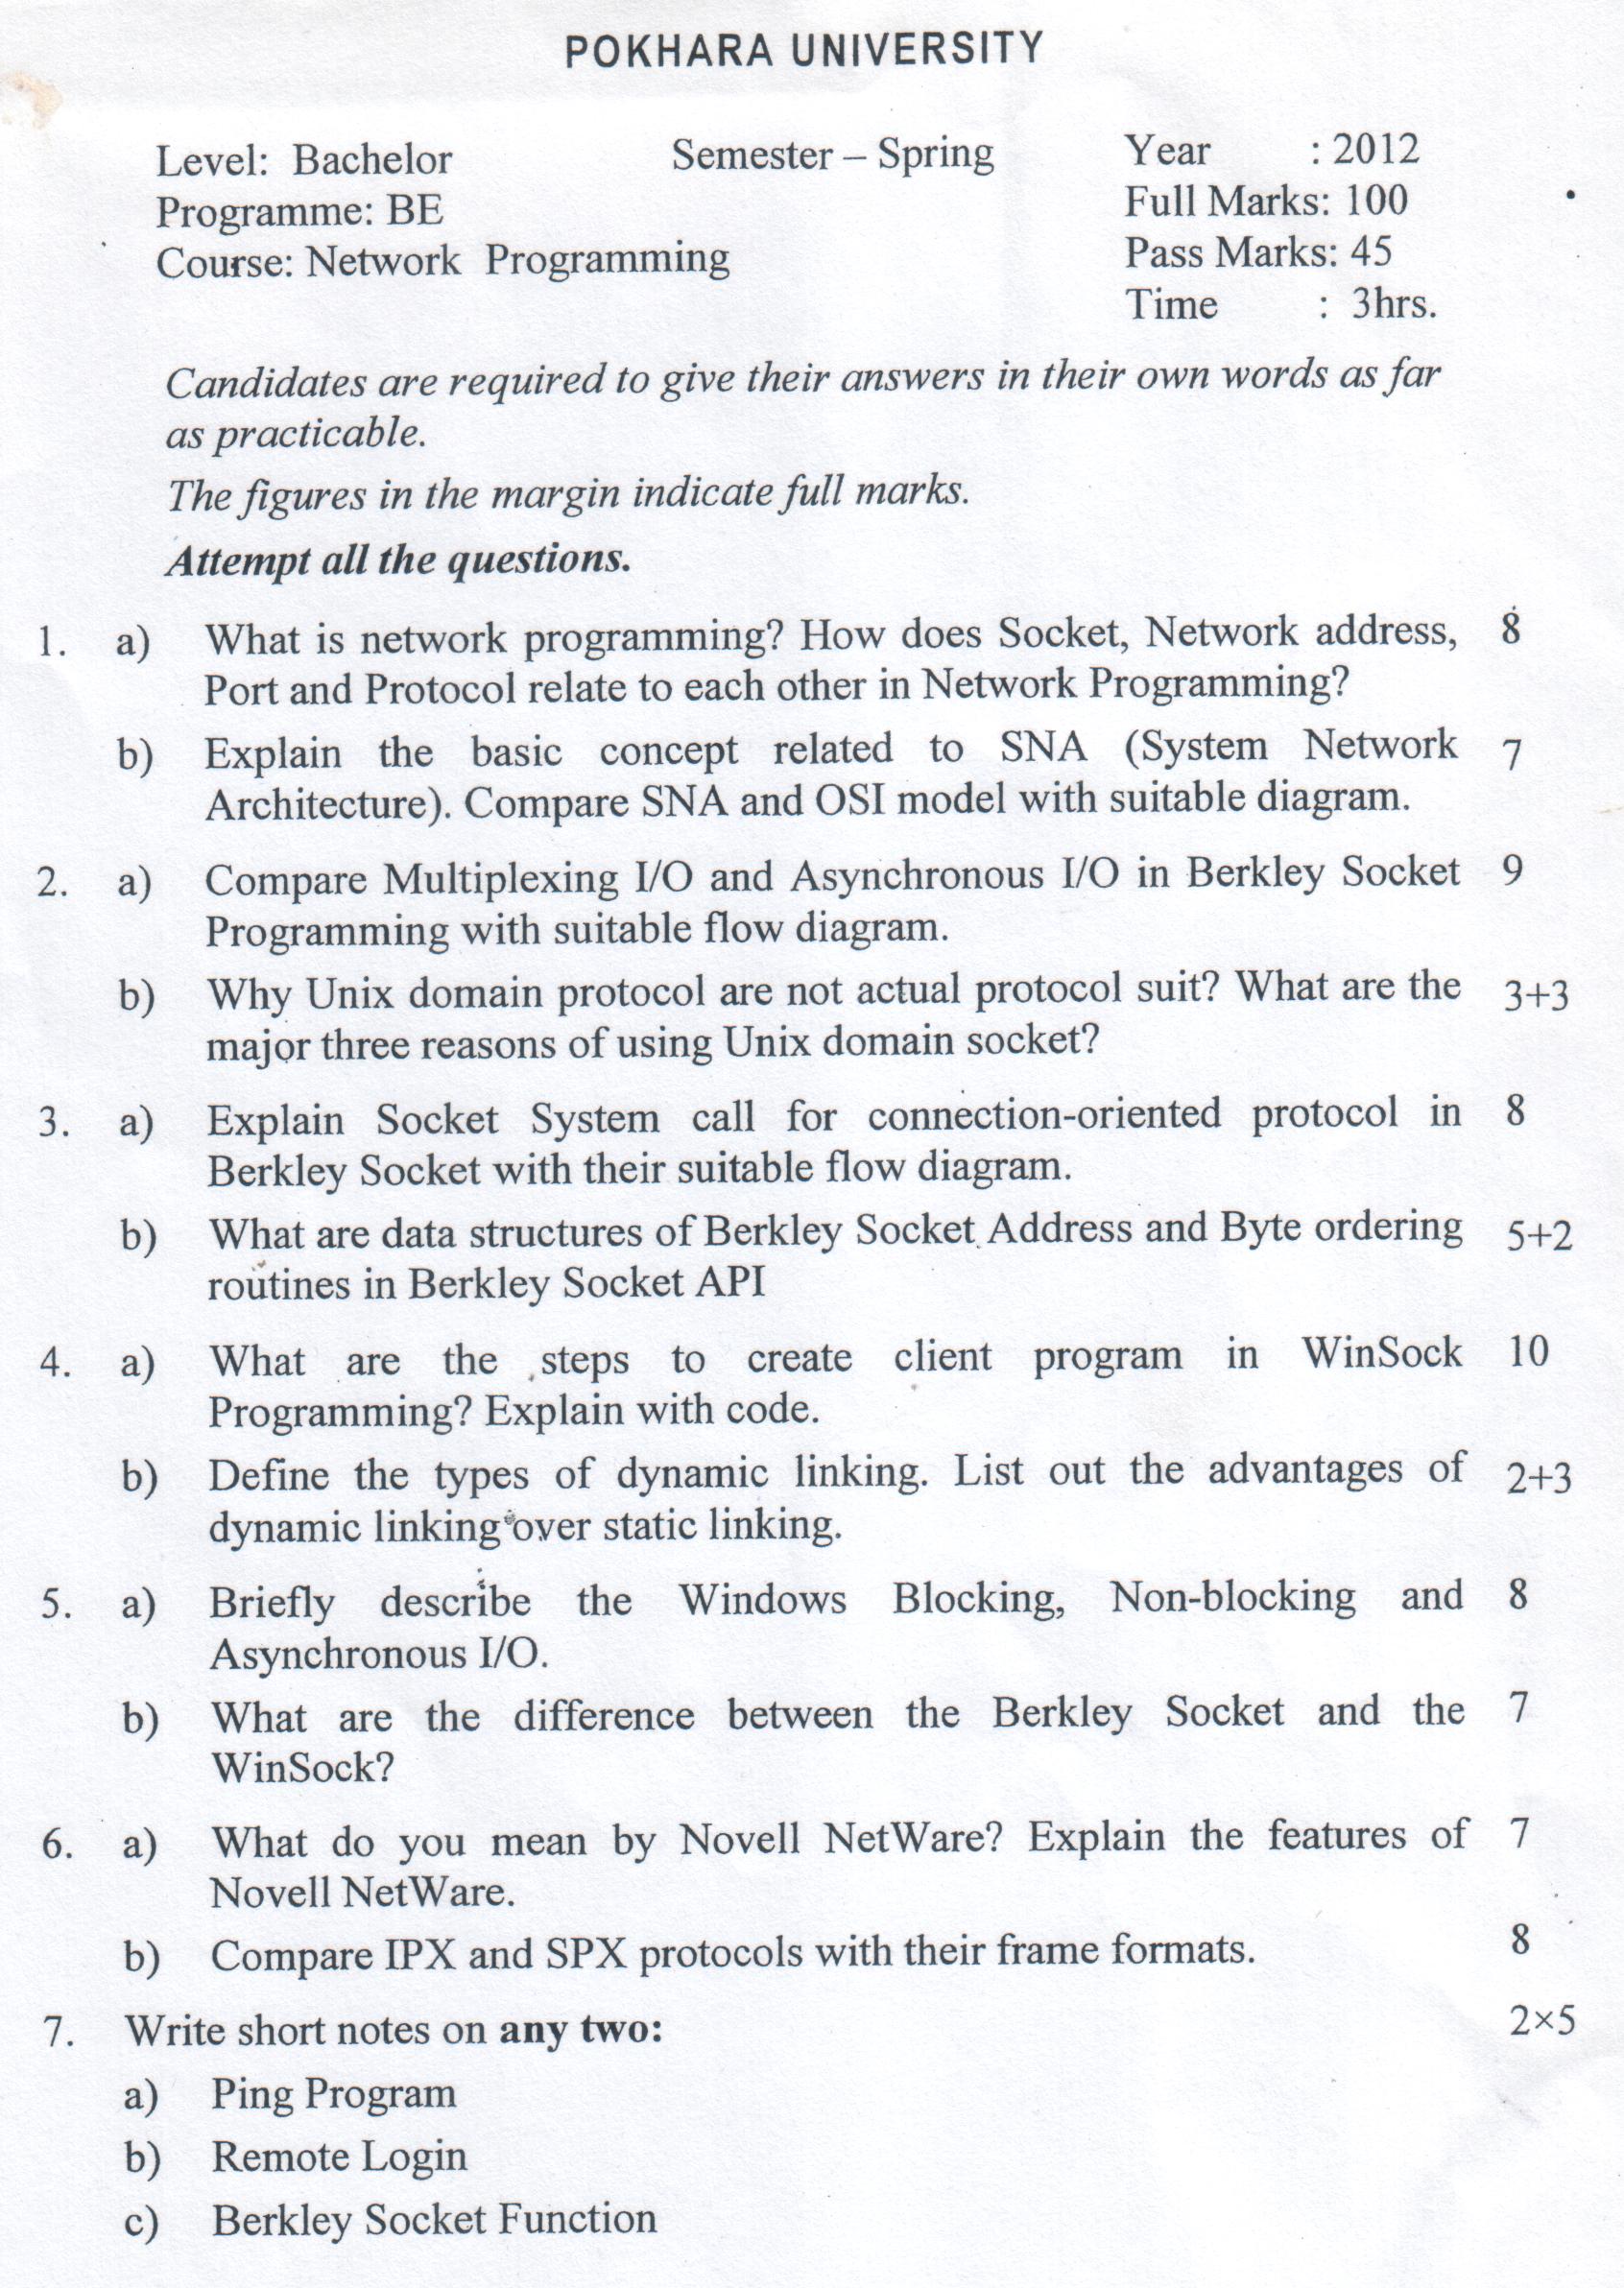 POKHARA UNIVERSITY
Level: Bachelor Semester – Spring Year : 2012
Programme: BE Full Marks: 100
Course: Network Programming Pass Marks: 45
Time : 3hrs.
Candidates are required to give their answers in their own words as far
as practicable.
The figures in the margin indicate full marks.
Attempt all the questions.
1. a) What is network programming? How does Socket, Network address, 8
Port and Protocol relate to each other in Network Programming?
b) Explain the basic concept related to SNA (System Network 7
Architecture). Compare SNA and OSI model with suitable diagram.
2. a) Compare Multiplexing I/O and Asynchronous I/O in Berkley Socket 9
Programming with suitable flow diagram.
b) Why Unix domain protocol are not actual protocol suit? What are the 3+3
major three reasons of using Unix domain socket?
3. a) Explain Socket System call for connection-oriented protocol in 8
Berkley Socket with their suitable flow diagram.
b) What are data structures of Berkley Socket Address and Byte ordering 5+2
routines in Berkley Socket API
4. a) What are the steps to create client program in WinSock 10
Programming? Explain with code.
b) Define the types of dynamic linking. List out the advantages of 2+3
dynamic linking over static linking.
5. a) Briefly describe the Windows Blocking, Non-blocking and 8
Asynchronous I/O.
b) What are the difference between the Berkley Socket and the 7
WinSock?
6. a) What do you mean by Novell NetWare? Explain the features of 7
Novell NetWare.
b) Compare IPX and SPX protocols with their frame formats. 8
7. Write short notes on any two: 2×5
a) Ping Program
b) Remote Login
c) Berkley Socket Function